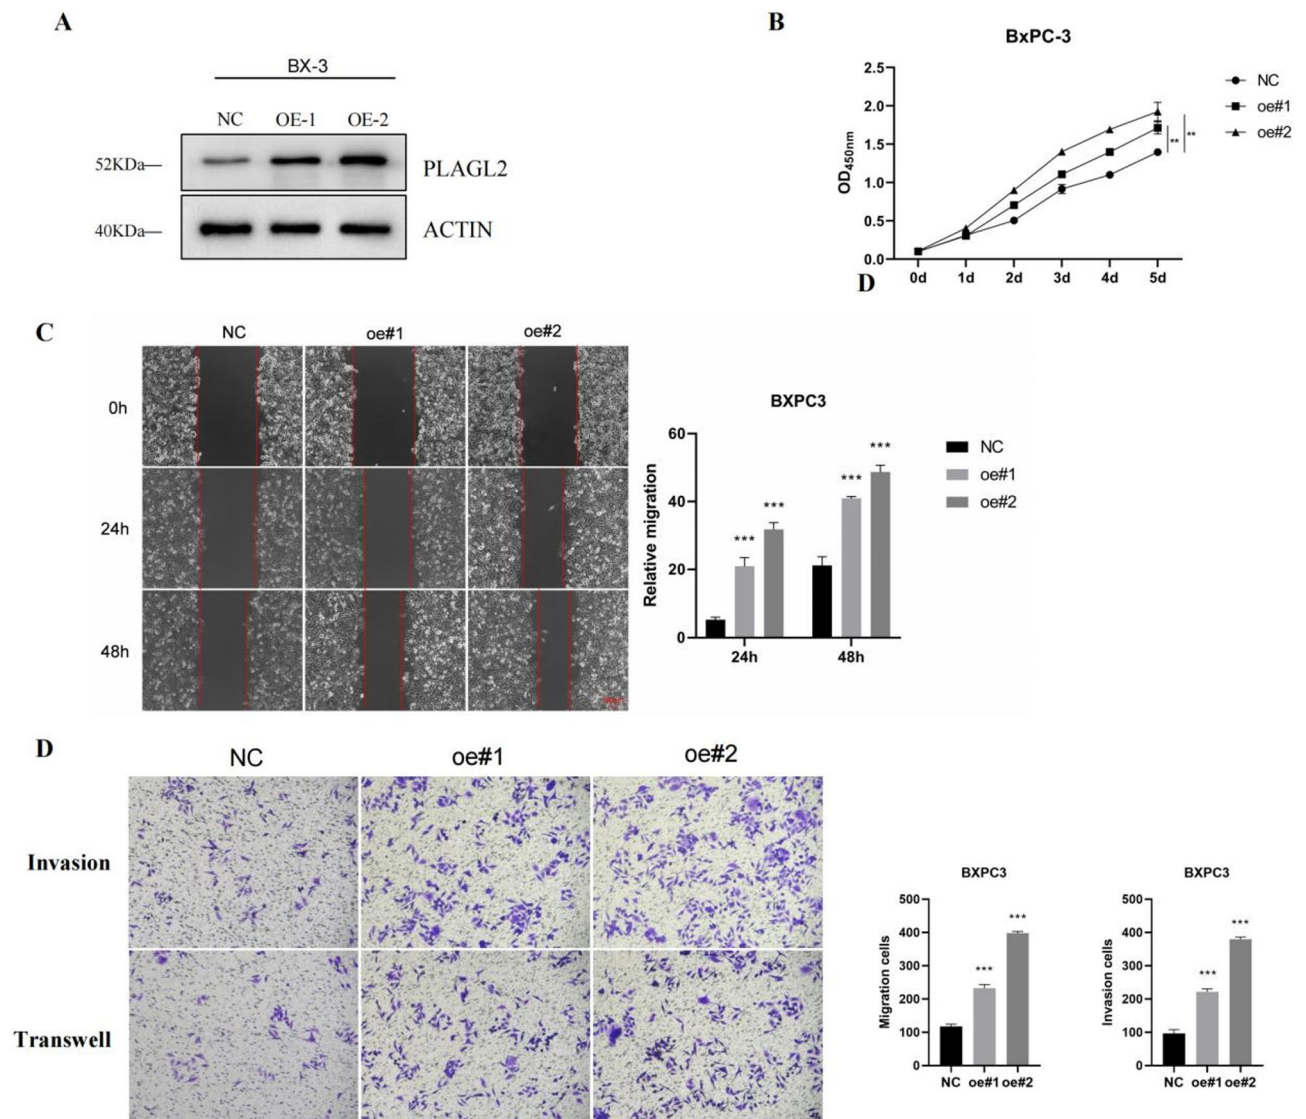 A
BX-3
NC OE-1 OE-2
52KDa
PLAGL2
40KDa
ACTIN
B
BxPC-3
OD450nm
2.5
2.0
1.5
1.0
0.5
0.0
0d 1d 2d 3d 4d 5d
NC
oe#1
oe#2
**
**
D
C
NC oe#1 oe#2
0h
24h
48h
BXPC3
Relative migration
60
40
20
0
*** *** *** ***
24h 48h
NC
oe#1
oe#2
D
NC oe#1 oe#2
Invasion
Transwell
BXPC3
Migration cells
500
400
300
200
100
0
*** ***
NC oe#1 oe#2
BXPC3
Invasion cells
500
400
300
200
100
0
*** ***
NC oe#1 oe#2